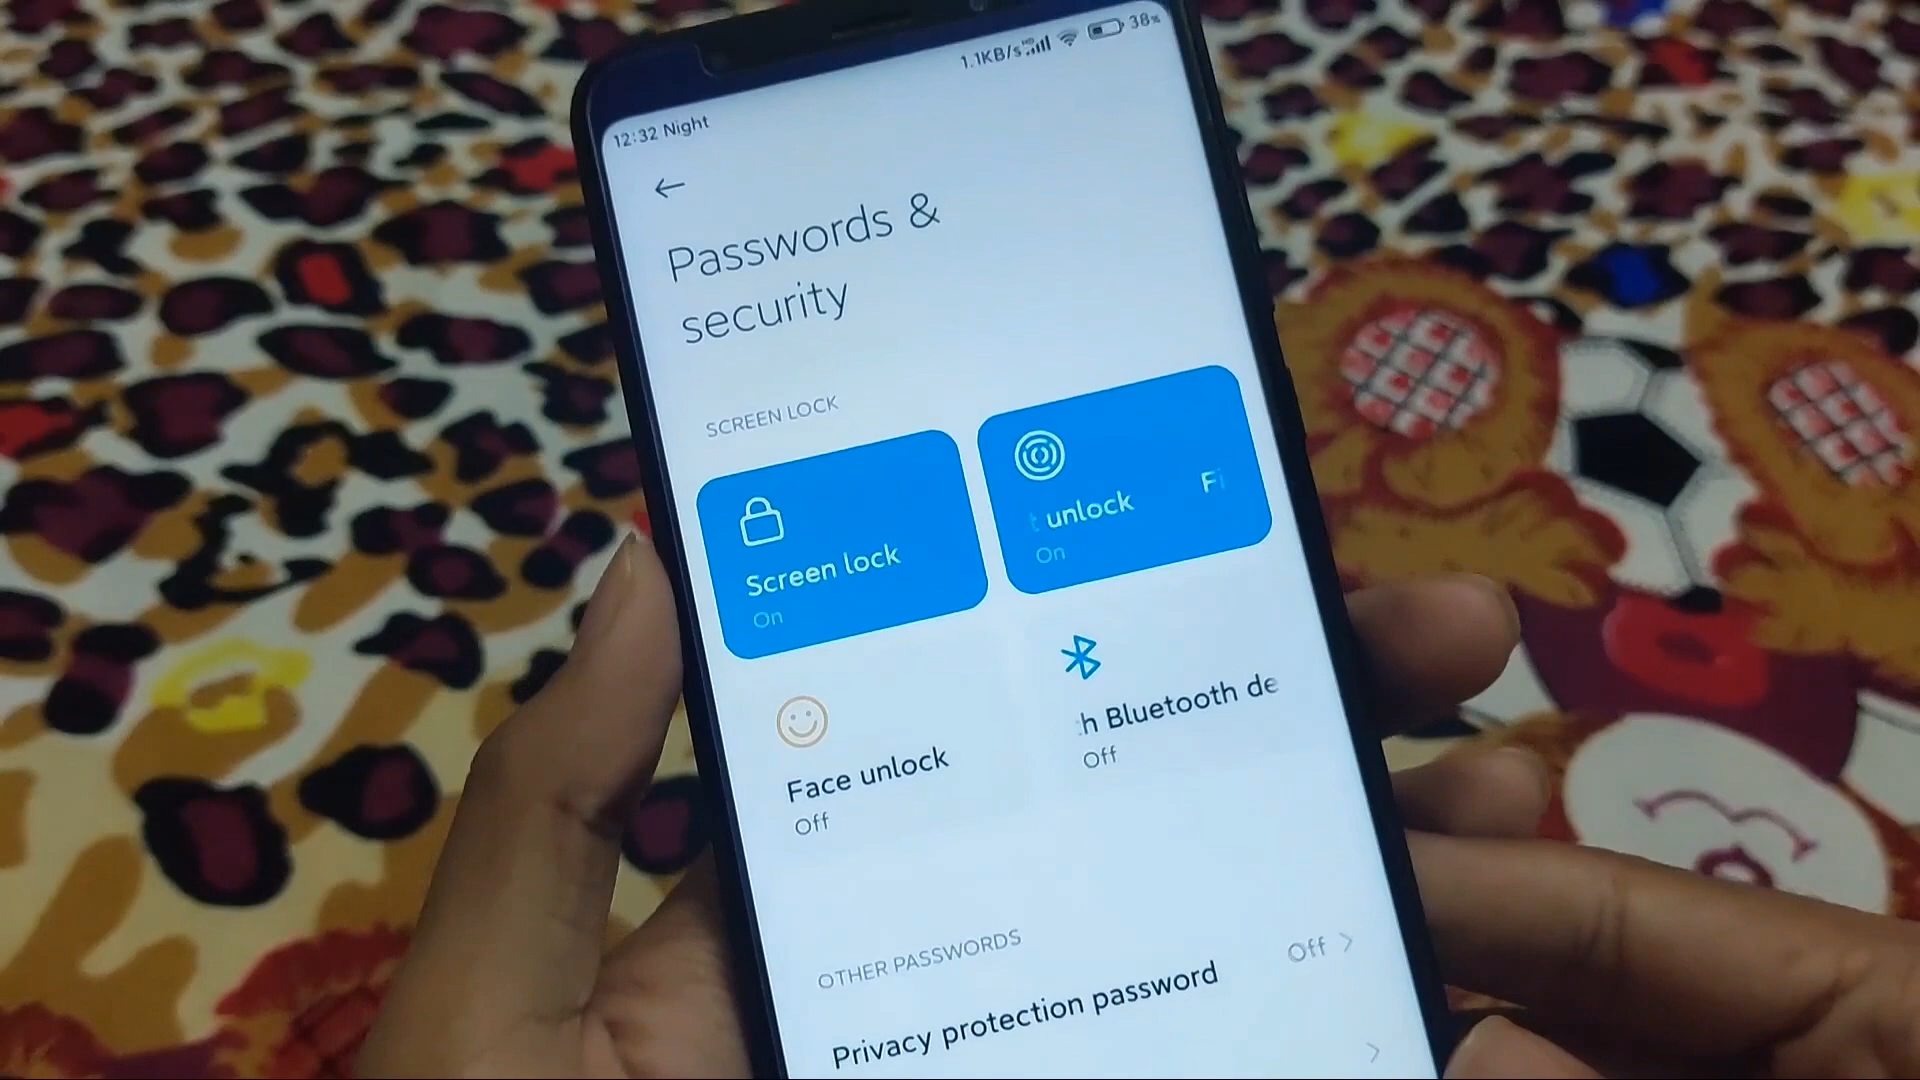 12:32 Night
1.1KB/s HD 38%
Passwords &
security
SCREEN LOCK
Screen lock
On
t unlock Fi
On
Face unlock
Off
h Bluetooth de
Off
OTHER PASSWORDS
Privacy protection password
Off